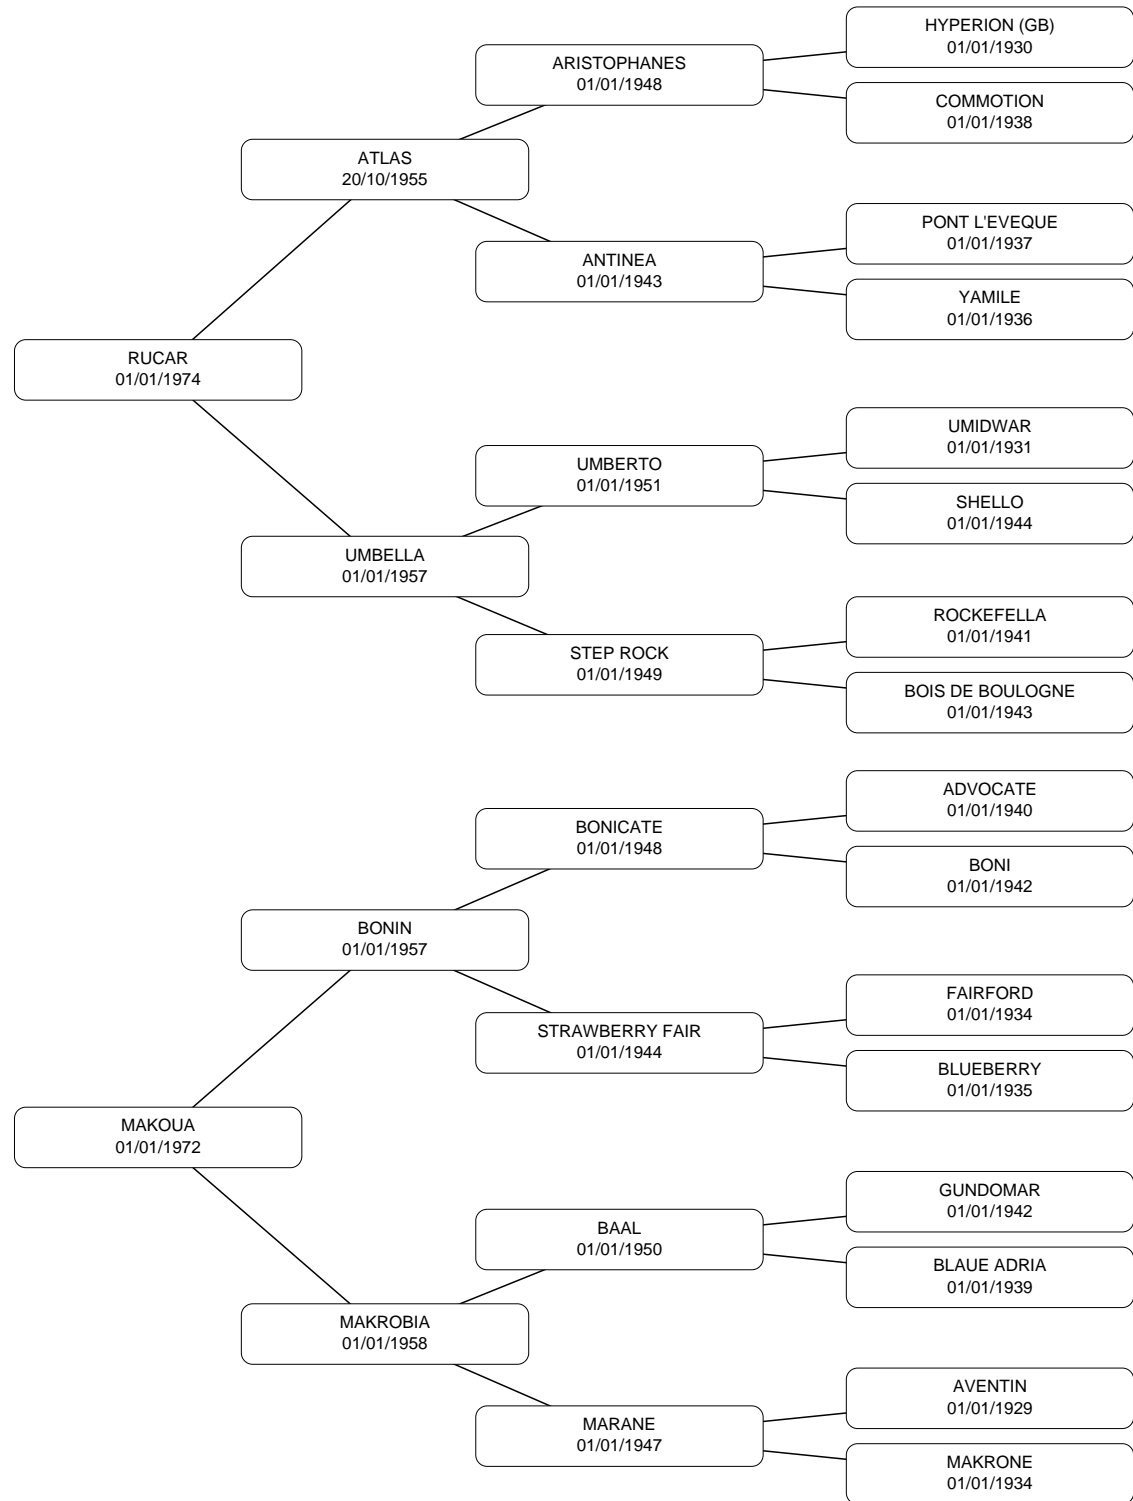 HYPERION (GB)
01/01/1930
ARISTOPHANES
01/01/1948
COMMOTION
01/01/1938
ATLAS
20/10/1955
PONT L'EVEQUE
01/01/1937
ANTINEA
01/01/1943
YAMILE
01/01/1936
RUCAR
01/01/1974
UMIDWAR
01/01/1931
UMBERTO
01/01/1951
SHELLO
01/01/1944
UMBELLA
01/01/1957
ROCKEFELLA
01/01/1941
STEP ROCK
01/01/1949
BOIS DE BOULOGNE
01/01/1943
ADVOCATE
01/01/1940
BONICATE
01/01/1948
BONI
01/01/1942
BONIN
01/01/1957
FAIRFORD
01/01/1934
STRAWBERRY FAIR
01/01/1944
BLUEBERRY
01/01/1935
MAKOUA
01/01/1972
GUNDOMAR
01/01/1942
BAAL
01/01/1950
BLAUE ADRIA
01/01/1939
MAKROBIA
01/01/1958
AVENTIN
01/01/1929
MARANE
01/01/1947
MAKRONE
01/01/1934